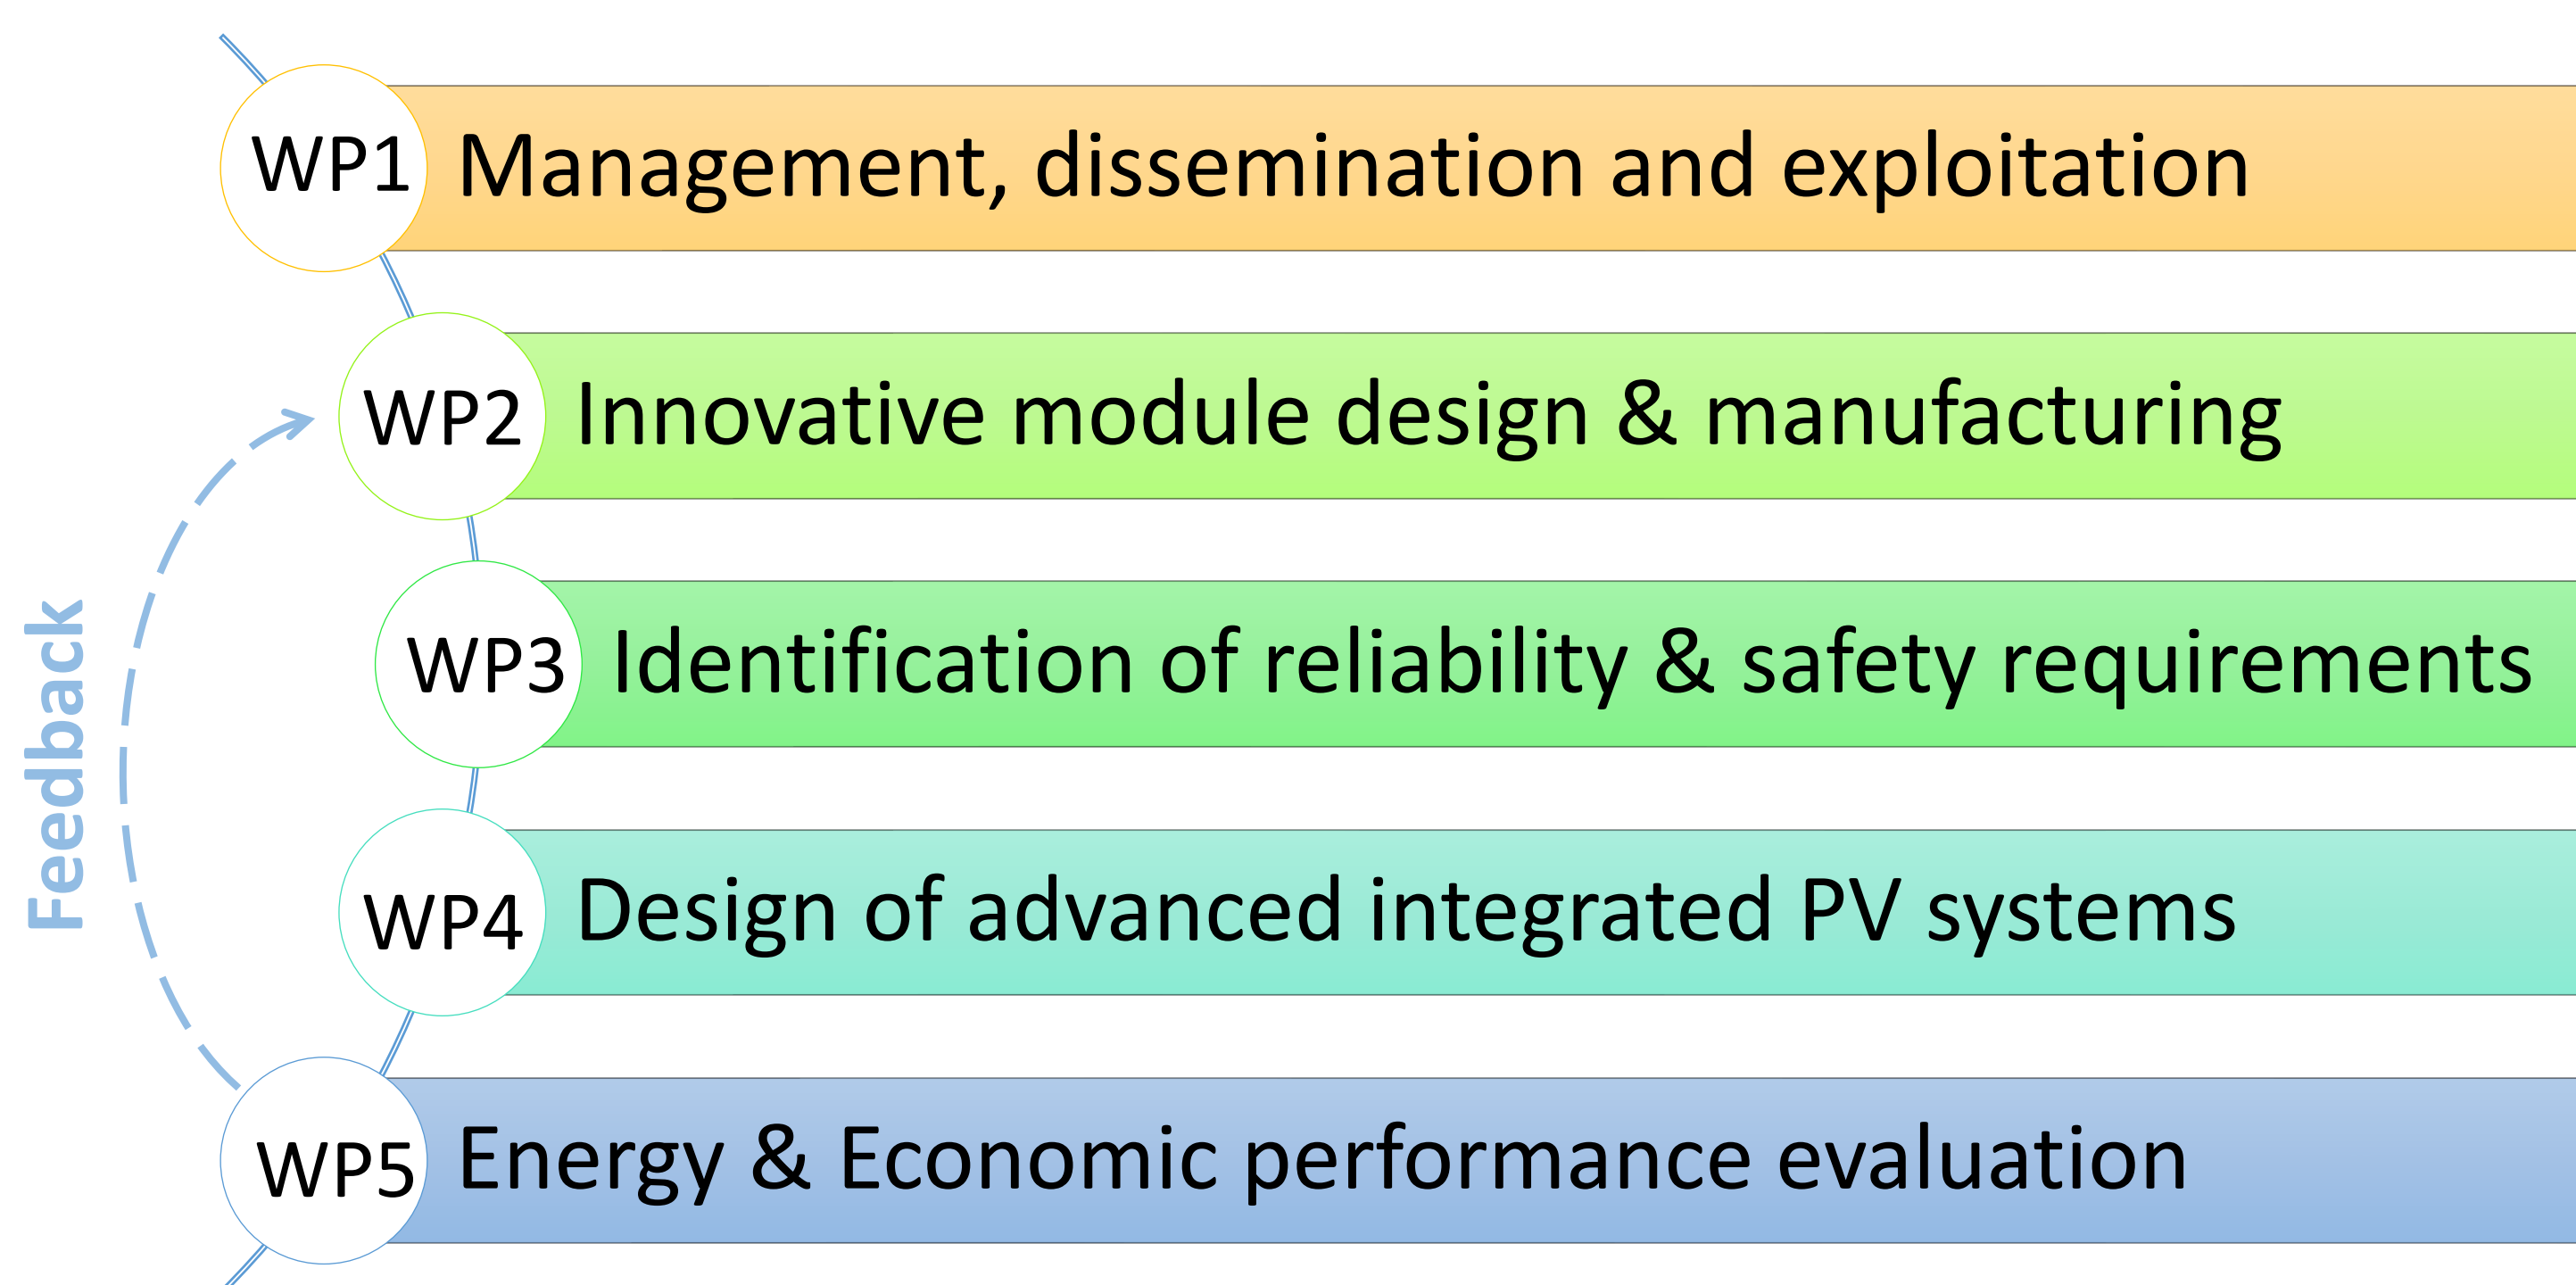 WP1 Management, dissemination and exploitation
WP2 Innovative module design & manufacturing
WP3 Identification of reliability & safety requirements
WP4 Design of advanced integrated PV systems
WP5 Energy & Economic performance evaluation
Feedback